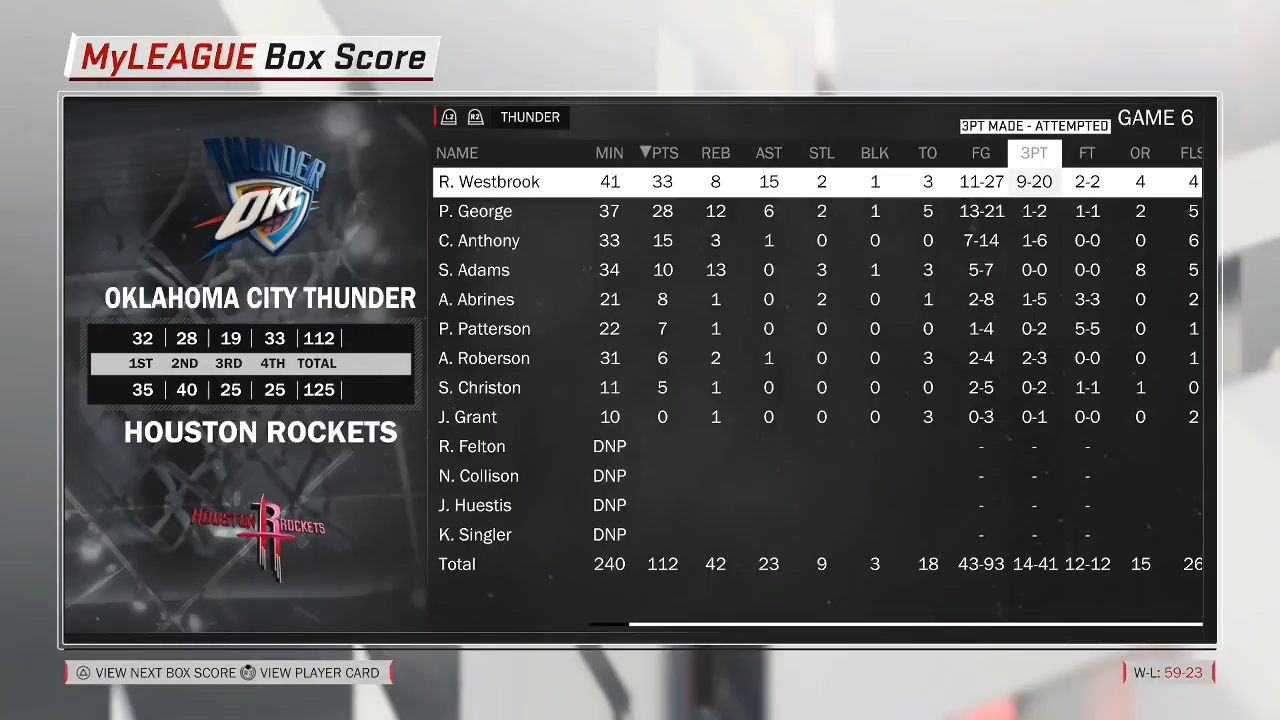 MyLEAGUE Box Score
L2 R2 THUNDER
3PT MADE - ATTEMPTED
GAME 6
NAME MIN ▼PTS REB AST STL BLK TO FG 3PT FT OR FLS
R. Westbrook 41 33 8 15 2 1 3 11-27 9-20 2-2 4 4
P. George 37 28 12 6 2 1 5 13-21 1-2 1-1 2 5
C. Anthony 33 15 3 1 0 0 0 7-14 1-6 0-0 0 6
S. Adams 34 10 13 0 3 1 3 5-7 0-0 0-0 8 5
A. Abrines 21 8 1 0 2 0 1 2-8 1-5 3-3 0 2
P. Patterson 22 7 1 0 0 0 0 1-4 0-2 5-5 0 1
A. Roberson 31 6 2 1 0 0 3 2-4 2-3 0-0 0 1
S. Christon 11 5 1 0 0 0 0 2-5 0-2 1-1 1 0
J. Grant 10 0 1 0 0 0 3 0-3 0-1 0-0 0 2
R. Felton DNP - - -
N. Collison DNP - - -
J. Huestis DNP - - -
K. Singler DNP - - -
Total 240 112 42 23 9 3 18 43-93 14-41 12-12 15 26
THUNDER
OKC
OKLAHOMA CITY THUNDER
32 28 19 33 112
1ST 2ND 3RD 4TH TOTAL
35 40 25 25 125
HOUSTON ROCKETS
HOUSTON ROCKETS
VIEW NEXT BOX SCORE R3 VIEW PLAYER CARD
W-L: 59-23